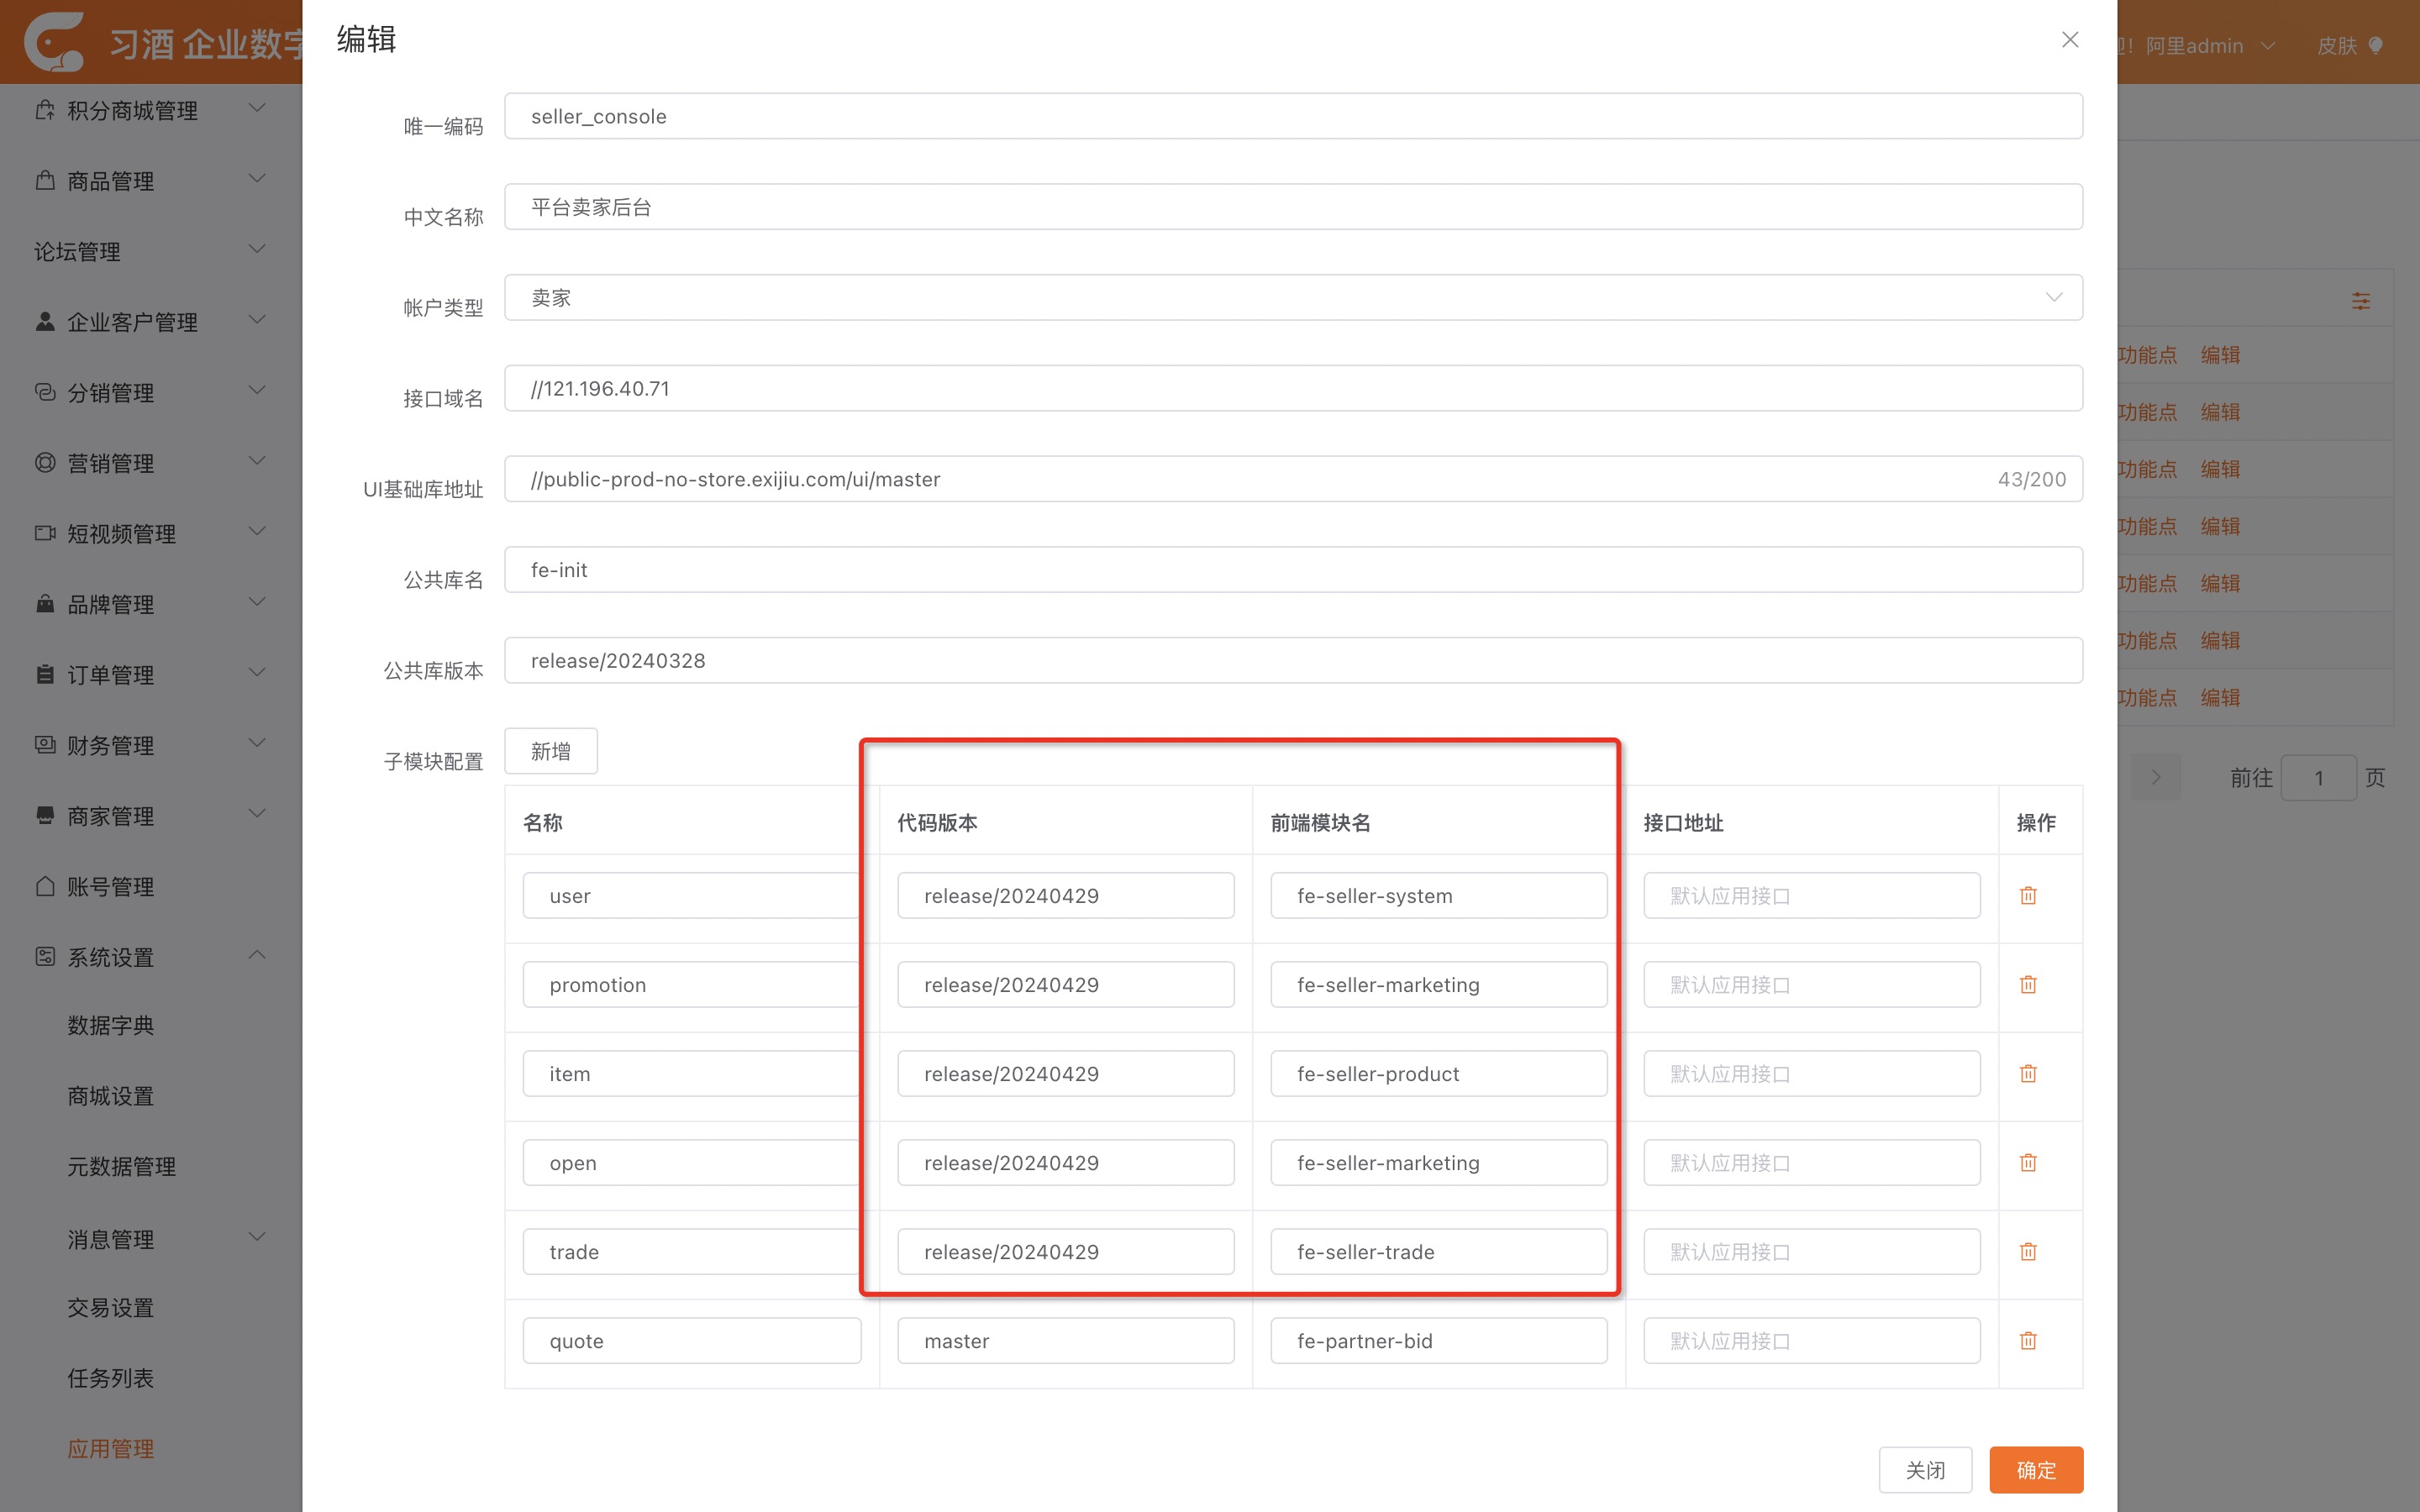 习酒 企业数字
迎！ 阿里admin
皮肤
积分商城管理
商品管理
论坛管理
企业客户管理
分销管理
营销管理
短视频管理
品牌管理
订单管理
财务管理
商家管理
账号管理
系统设置
数据字典
商城设置
元数据管理
消息管理
交易设置
任务列表
应用管理
编辑
唯一编码 seller_console
中文名称 平台卖家后台
帐户类型 卖家
接口域名 //121.196.40.71
UI基础库地址 //public-prod-no-store.exijiu.com/ui/master 43/200
公共库名 fe-init
公共库版本 release/20240328
子模块配置 新增
名称 代码版本 前端模块名 接口地址 操作
user release/20240429 fe-seller-system 默认应用接口
promotion release/20240429 fe-seller-marketing 默认应用接口
item release/20240429 fe-seller-product 默认应用接口
open release/20240429 fe-seller-marketing 默认应用接口
trade release/20240429 fe-seller-trade 默认应用接口
quote master fe-partner-bid 默认应用接口
关闭 确定
功能点 编辑
功能点 编辑
功能点 编辑
功能点 编辑
功能点 编辑
功能点 编辑
功能点 编辑
前往 1 页